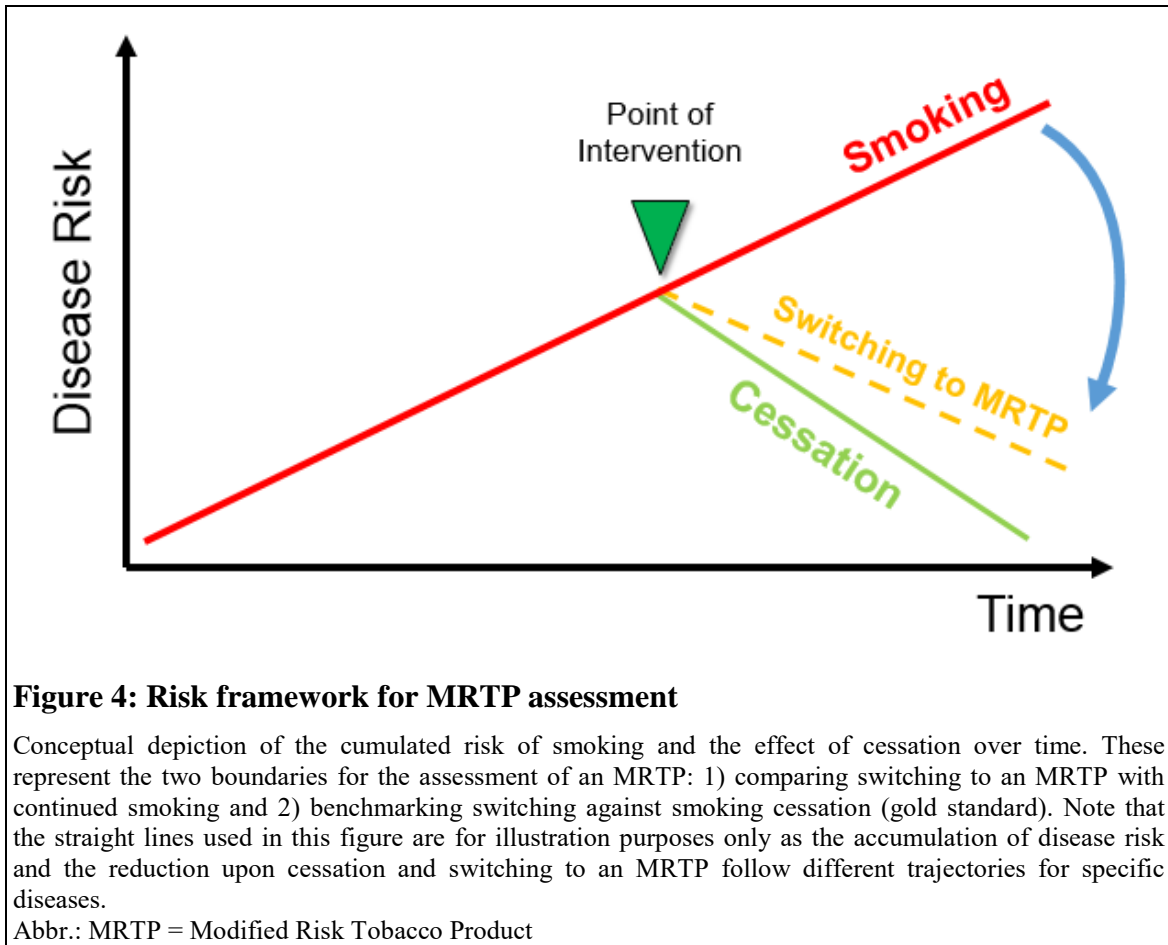 Point of
Intervention
Smoking
Disease Risk
Switching to MRTP
Cessation
Time
Figure 4: Risk framework for MRTP assessment
Conceptual depiction of the cumulated risk of smoking and the effect of cessation over time. These
represent the two boundaries for the assessment of an MRTP: 1) comparing switching to an MRTP with
continued smoking and 2) benchmarking switching against smoking cessation (gold standard). Note that
the straight lines used in this figure are for illustration purposes only as the accumulation of disease risk
and the reduction upon cessation and switching to an MRTP follow different trajectories for specific
diseases.
Abbr.: MRTP = Modified Risk Tobacco Product